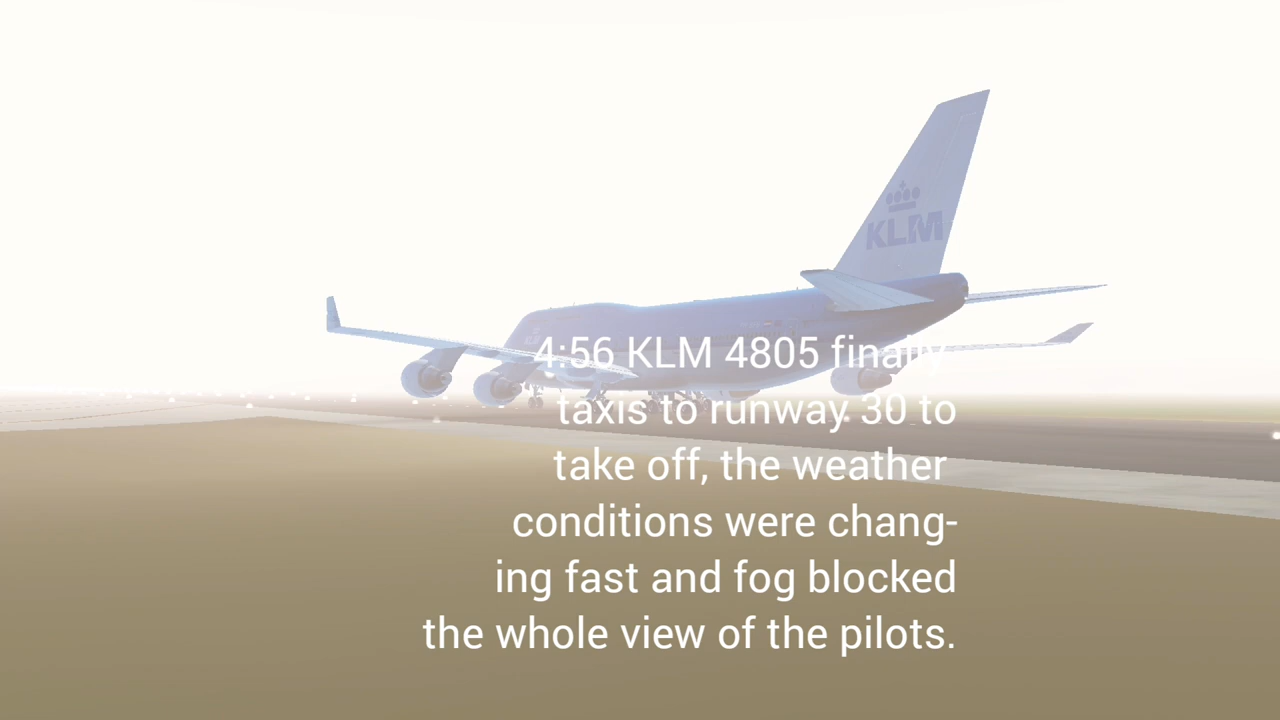 KLM
KLM
4:56 KLM 4805 finally
taxis to runway 30 to
take off, the weather
conditions were chang-
ing fast and fog blocked
the whole view of the pilots.